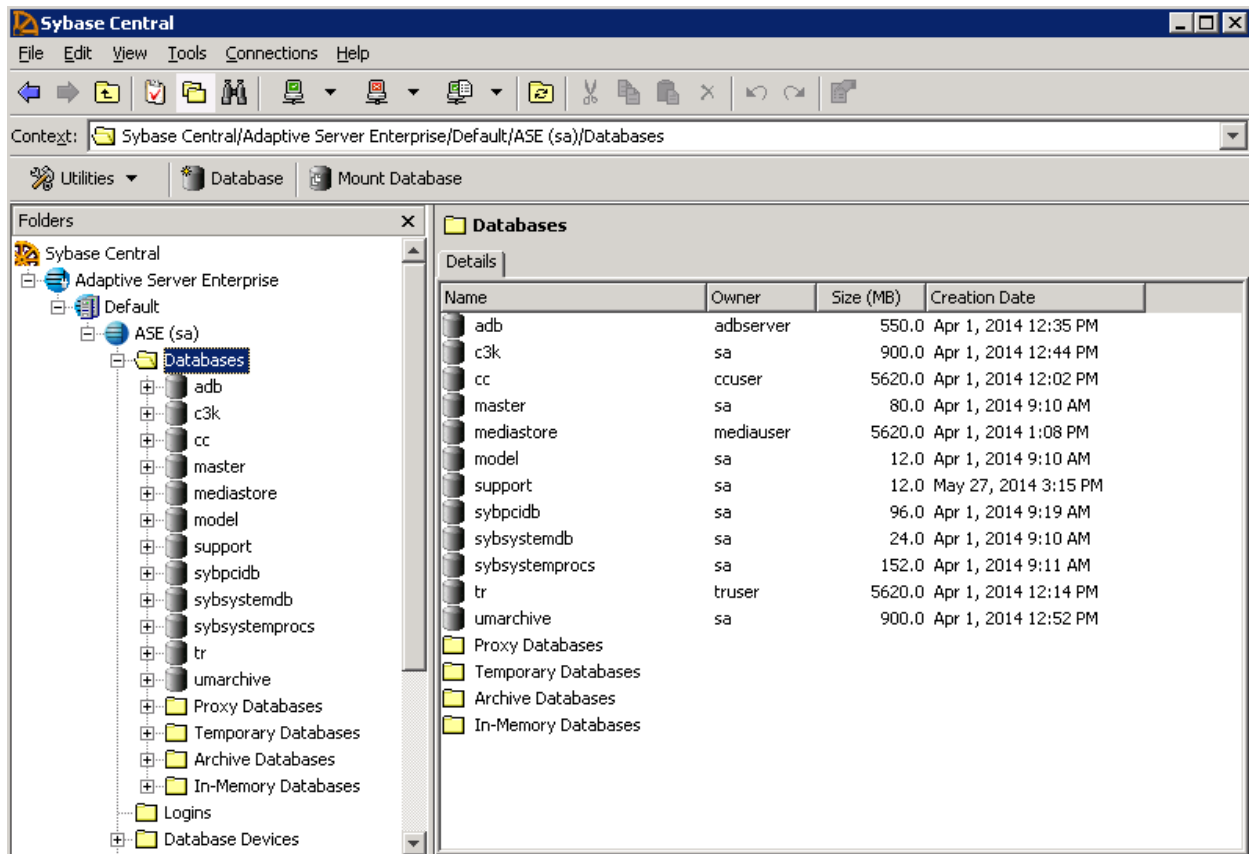 Sybase Central
File Edit View Tools Connections Help
Context: Sybase Central/Adaptive Server Enterprise/Default/ASE (sa)/Databases
Utilities Database Mount Database
Folders
Sybase Central
Adaptive Server Enterprise
Default
ASE (sa)
Databases
adb
c3k
cc
master
mediastore
model
support
sybpcidb
sybsystemdb
sybsystemprocs
tr
umarchive
Proxy Databases
Temporary Databases
Archive Databases
In-Memory Databases
Logins
Database Devices
Databases
Details
Name Owner Size (MB) Creation Date
adb adbserver 550.0 Apr 1, 2014 12:35 PM
c3k sa 900.0 Apr 1, 2014 12:44 PM
cc ccuser 5620.0 Apr 1, 2014 12:02 PM
master sa 80.0 Apr 1, 2014 9:10 AM
mediastore mediauser 5620.0 Apr 1, 2014 1:08 PM
model sa 12.0 Apr 1, 2014 9:10 AM
support sa 12.0 May 27, 2014 3:15 PM
sybpcidb sa 96.0 Apr 1, 2014 9:19 AM
sybsystemdb sa 24.0 Apr 1, 2014 9:10 AM
sybsystemprocs sa 152.0 Apr 1, 2014 9:11 AM
tr truser 5620.0 Apr 1, 2014 12:14 PM
umarchive sa 900.0 Apr 1, 2014 12:52 PM
Proxy Databases
Temporary Databases
Archive Databases
In-Memory Databases